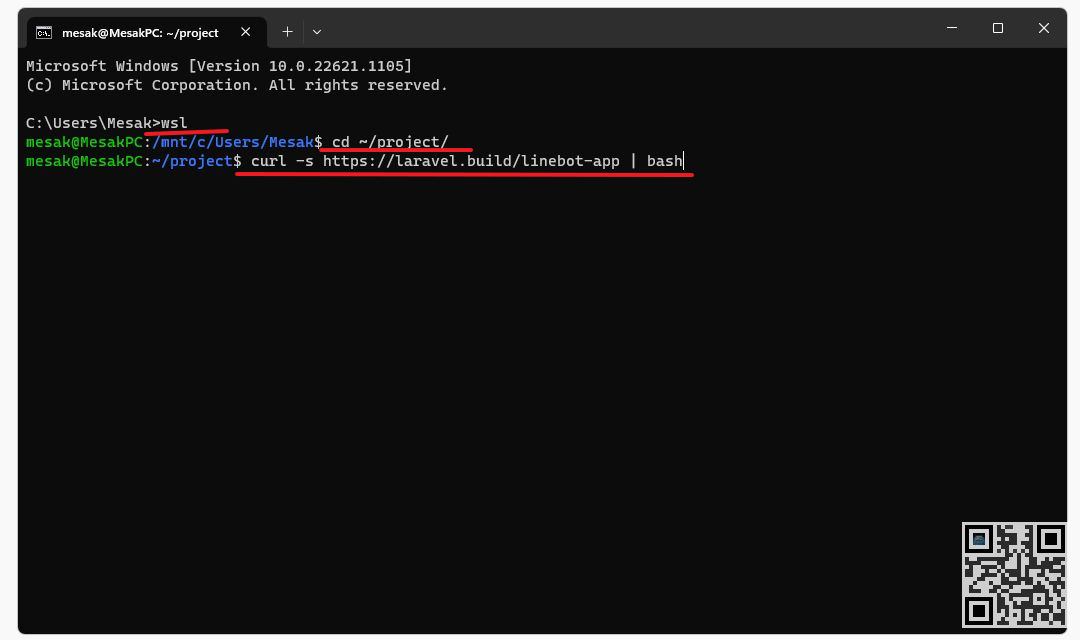 mesak@MesakPC: ~/project
Microsoft Windows [Version 10.0.22621.1105]
(c) Microsoft Corporation. All rights reserved.
C:\Users\Mesak>wsl
mesak@MesakPC:/mnt/c/Users/Mesak$ cd ~/project/
mesak@MesakPC:~/project$ curl -s https://laravel.build/linebot-app | bash